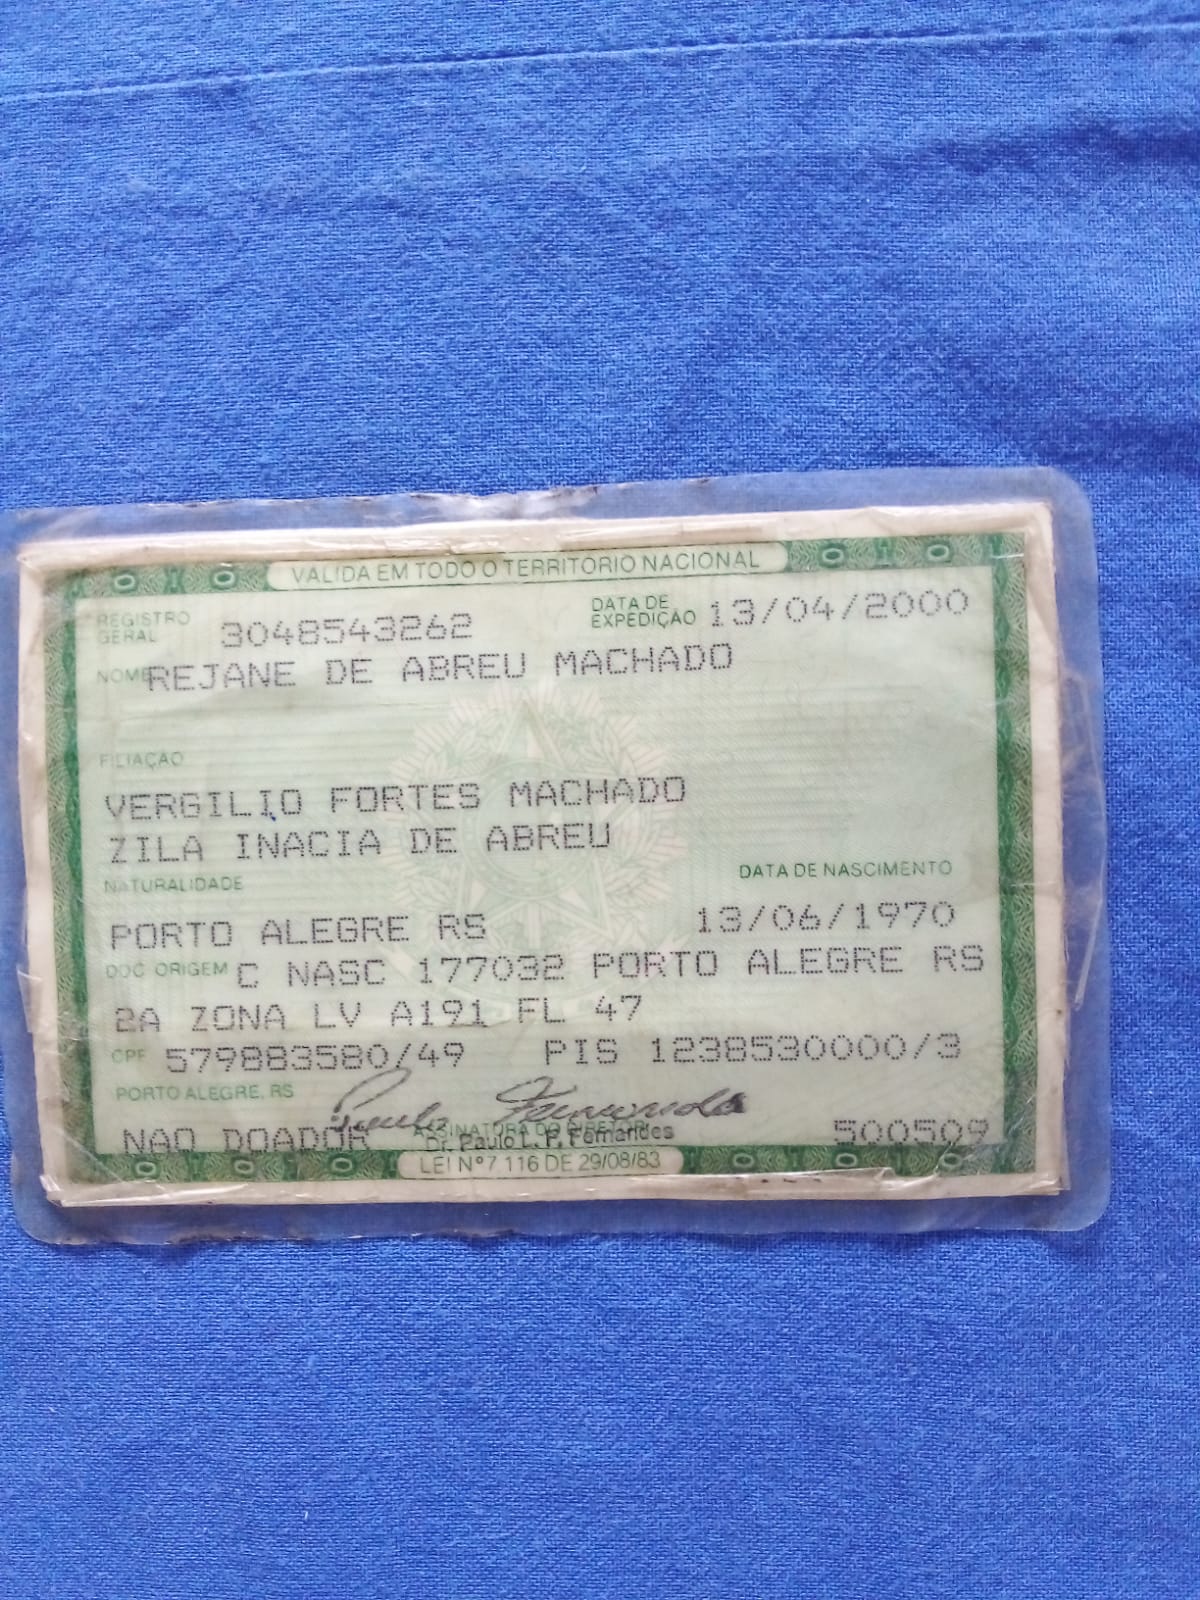 VALIDA EM TODO O TERRITORIO NACIONAL
REGISTRO GERAL 3048543262 DATA DE EXPEDIÇÃO 13/04/2000
NOME REJANE DE ABREU MACHADO
FILIAÇÃO
VERGILIO FORTES MACHADO
ZILA INACIA DE ABREU
NATURALIDADE DATA DE NASCIMENTO
PORTO ALEGRE RS 13/06/1970
DOC ORIGEM C NASC 177032 PORTO ALEGRE RS
2A ZONA LV A191 FL 47
CPF 579883580/49 PIS 1238530000/3
PORTO ALEGRE, RS
NAO DOADOR ASSINATURA DO DIRETOR 500509
Dr. Paulo L. P. Fernandes
LEI Nº 7 116 DE 29/08/83